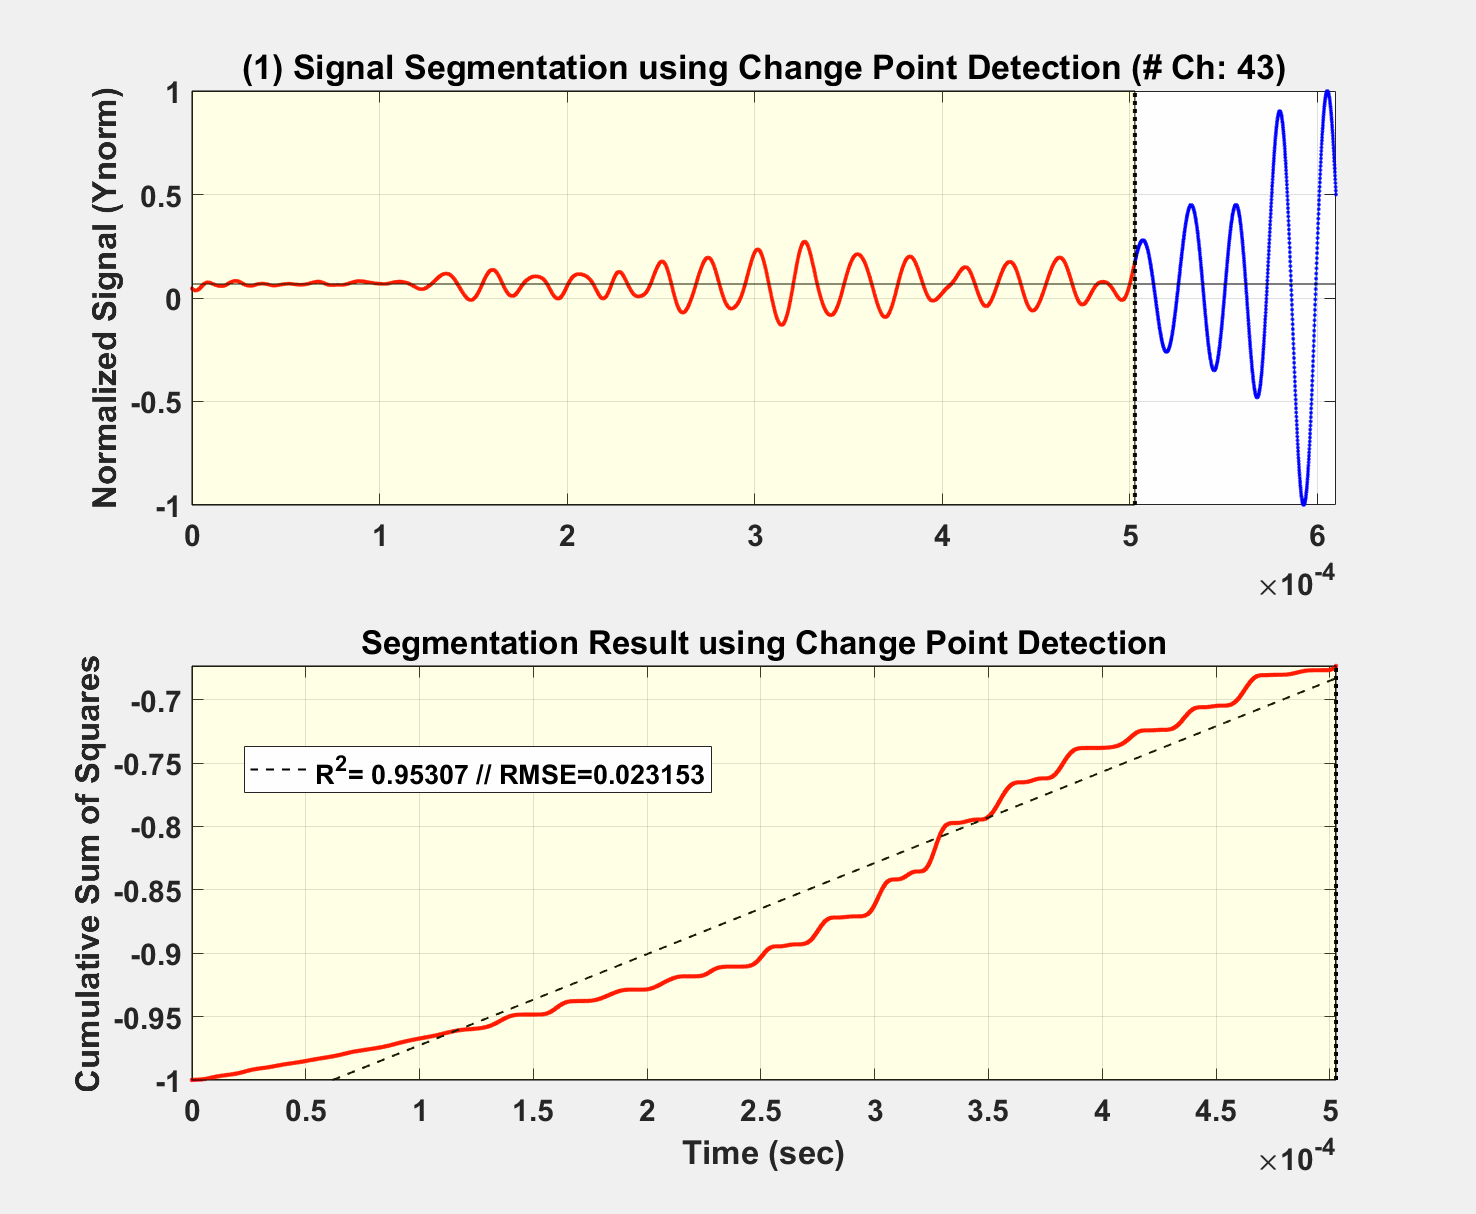 (1) Signal Segmentation using Change Point Detection (# Ch: 43)
Normalized Signal (Ynorm)
1
0.5
0
-0.5
-1
0 1 2 3 4 5 6
×10-4
Segmentation Result using Change Point Detection
Cumulative Sum of Squares
-0.7
-0.75
-0.8
-0.85
-0.9
-0.95
-1
R2= 0.95307 // RMSE=0.023153
0 0.5 1 1.5 2 2.5 3 3.5 4 4.5 5
Time (sec)
×10-4